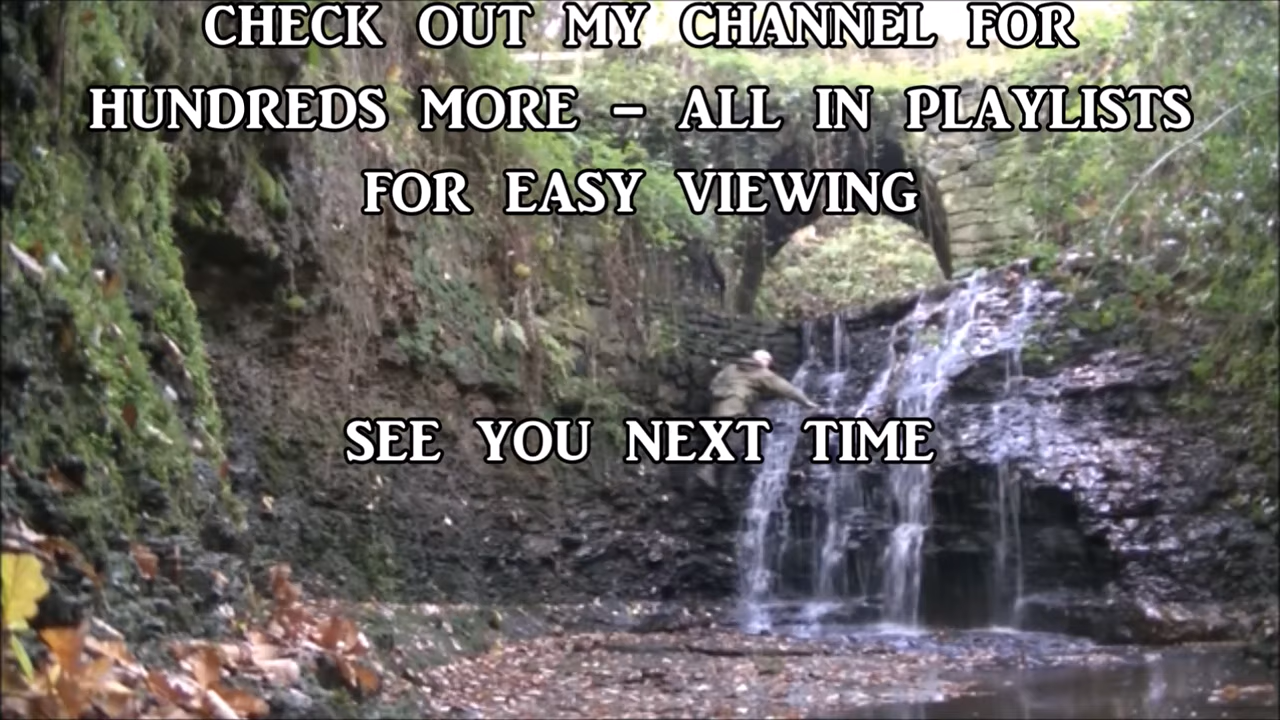 CHECK OUT MY CHANNEL FOR
HUNDREDS MORE – ALL IN PLAYLISTS
FOR EASY VIEWING
SEE YOU NEXT TIME